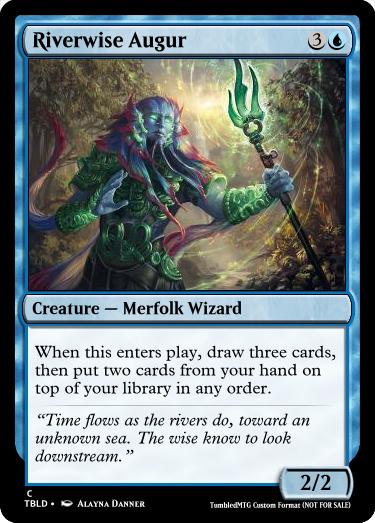 Riverwise Augur 3
Creature — Merfolk Wizard
When this enters play, draw three cards,
then put two cards from your hand on
top of your library in any order.
“Time flows as the rivers do, toward an
unknown sea. The wise know to look
downstream.”
2/2
C
TBLD • Alayna Danner
TumbledMTG Custom Format (NOT FOR SALE)